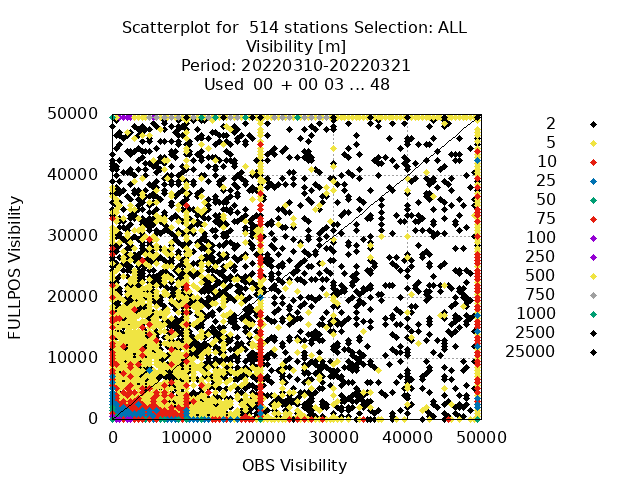 Scatterplot for  514 stations Selection: ALL
Visibility [m]
Period: 20220310-20220321
Used  00 + 00 03 ... 48
FULLPOS Visibility
50000
40000
30000
20000
10000
0
0 10000 20000 30000 40000 50000
OBS Visibility
2
5
10
25
50
75
100
250
500
750
1000
2500
25000